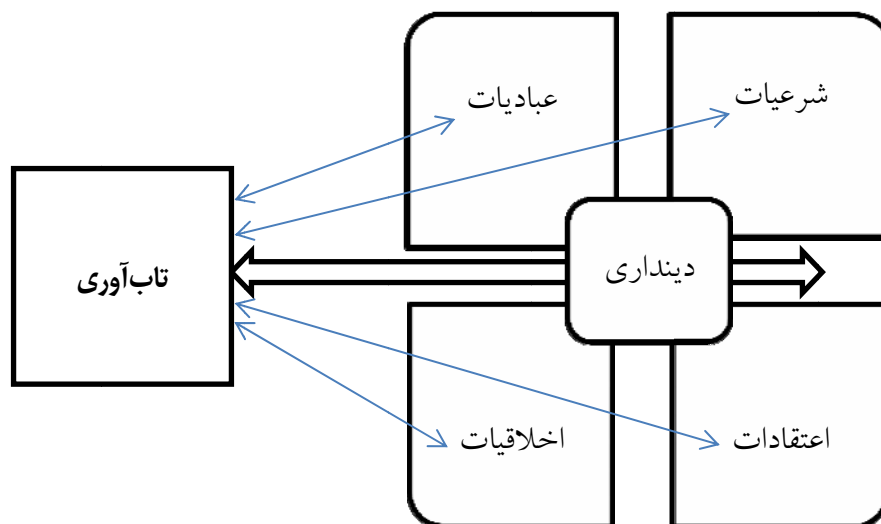 شرعیات
عبادیات
دینداری
تاب‌آوری
اعتقادات
اخلاقیات